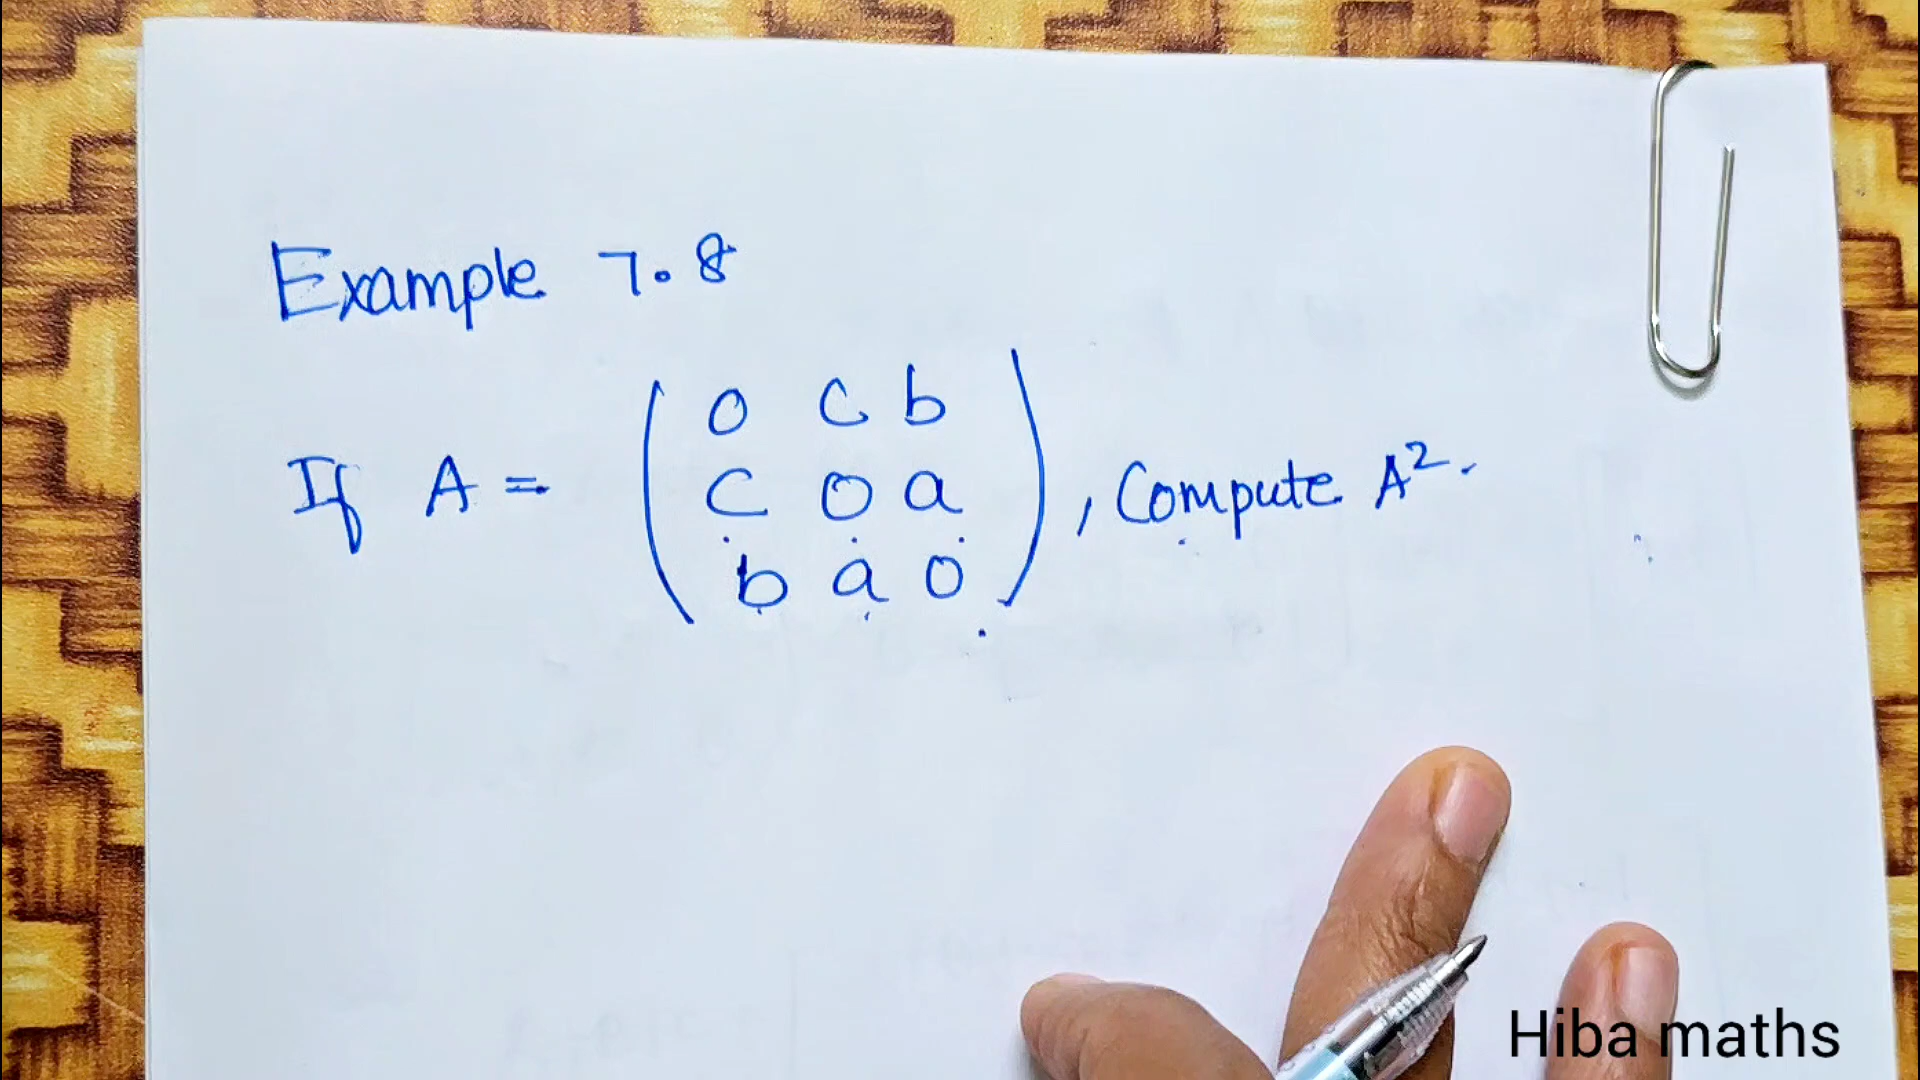 Example 7.8
If A = ( 0 c b
c 0 a
b a 0 ), Compute A².
Hiba maths